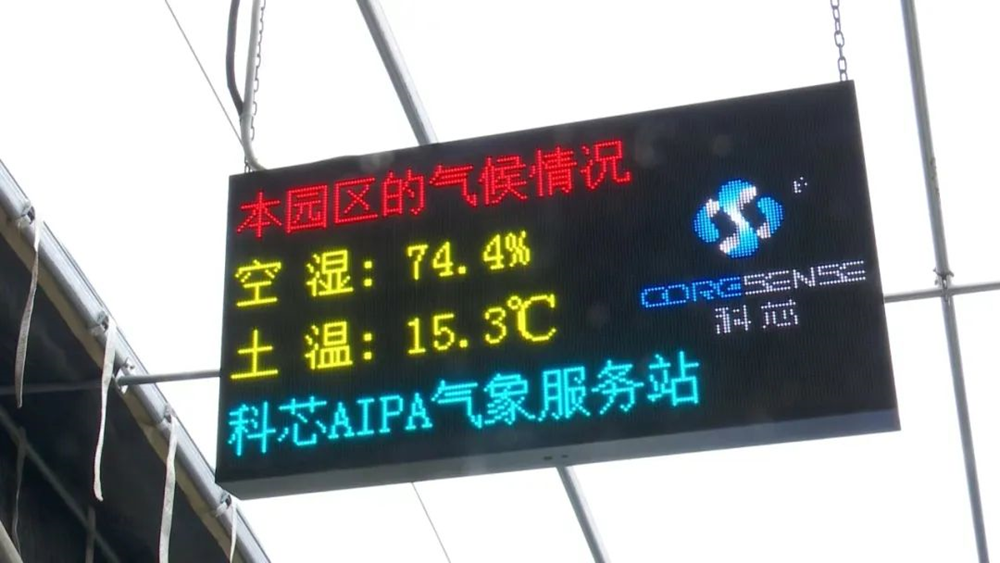 本园区的气候情况
空 湿: 74.4%
土 温: 15.3℃
科芯AIPA气象服务站
CORESENSE
科芯